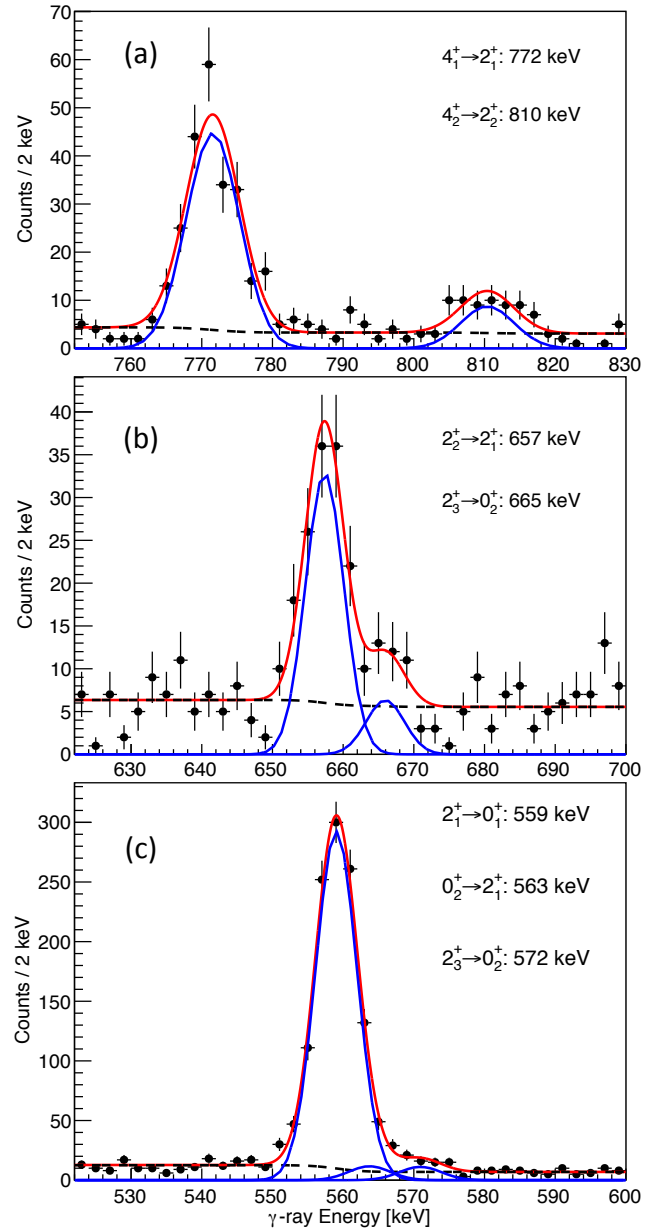 70
60
50
40
30
20
10
0
Counts / 2 keV
(a)
4₁⁺→2₁⁺: 772 keV
4₂⁺→2₂⁺: 810 keV
760 770 780 790 800 810 820 830
40
35
30
25
20
15
10
5
0
Counts / 2 keV
(b)
2₂⁺→2₁⁺: 657 keV
2₃⁺→0₂⁺: 665 keV
630 640 650 660 670 680 690 700
300
250
200
150
100
50
0
Counts / 2 keV
(c)
2₁⁺→0₁⁺: 559 keV
0₂⁺→2₁⁺: 563 keV
2₃⁺→0₂⁺: 572 keV
530 540 550 560 570 580 590 600
γ-ray Energy [keV]